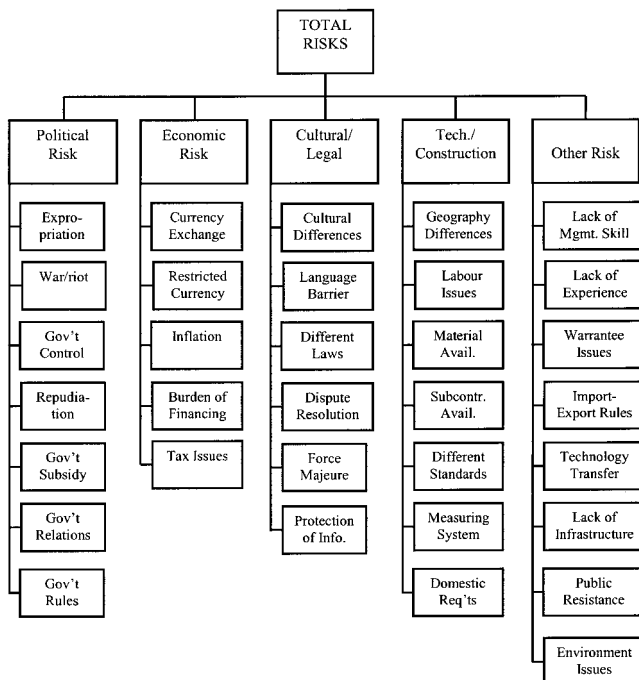 TOTAL
RISKS
Political
Risk
Expro-
priation
War/riot
Gov't
Control
Repudia-
tion
Gov't
Subsidy
Gov't
Relations
Gov't
Rules
Economic
Risk
Currency
Exchange
Restricted
Currency
Inflation
Burden of
Financing
Tax Issues
Cultural/
Legal
Cultural
Differences
Language
Barrier
Different
Laws
Dispute
Resolution
Force
Majeure
Protection
of Info.
Tech./
Construction
Geography
Differences
Labour
Issues
Material
Avail.
Subcontr.
Avail.
Different
Standards
Measuring
System
Domestic
Req'ts
Other Risk
Lack of
Mgmt. Skill
Lack of
Experience
Warrantee
Issues
Import-
Export Rules
Technology
Transfer
Lack of
Infrastructure
Public
Resistance
Environment
Issues